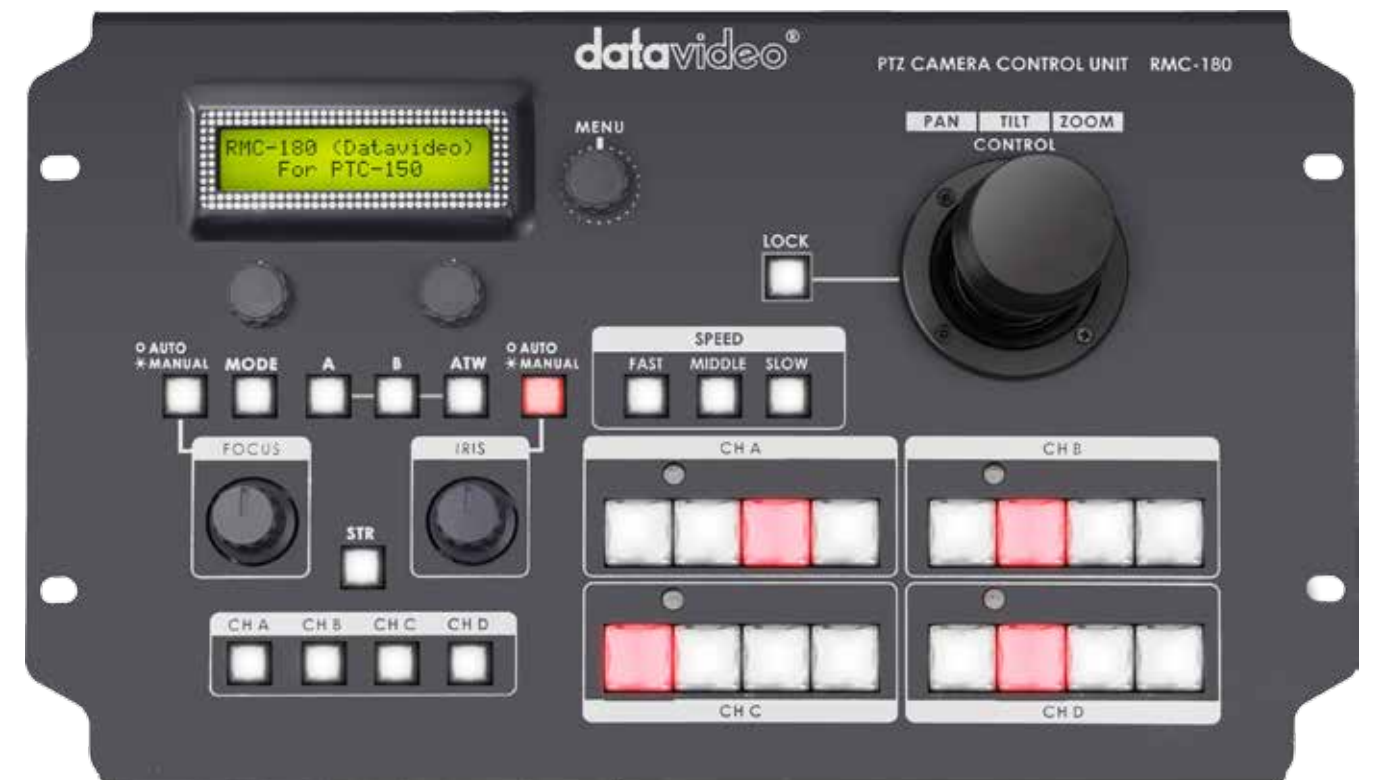 datavideo®
PTZ CAMERA CONTROL UNIT RMC-180
RMC-180 (Datavideo)
For PTC-150
MENU
PAN TILT ZOOM
CONTROL
LOCK
AUTO
MANUAL
MODE
A
B
ATW
AUTO
MANUAL
SPEED
FAST MIDDLE SLOW
FOCUS
IRIS
STR
CH A CH B CH C CH D
CH A
CH B
CH C
CH D